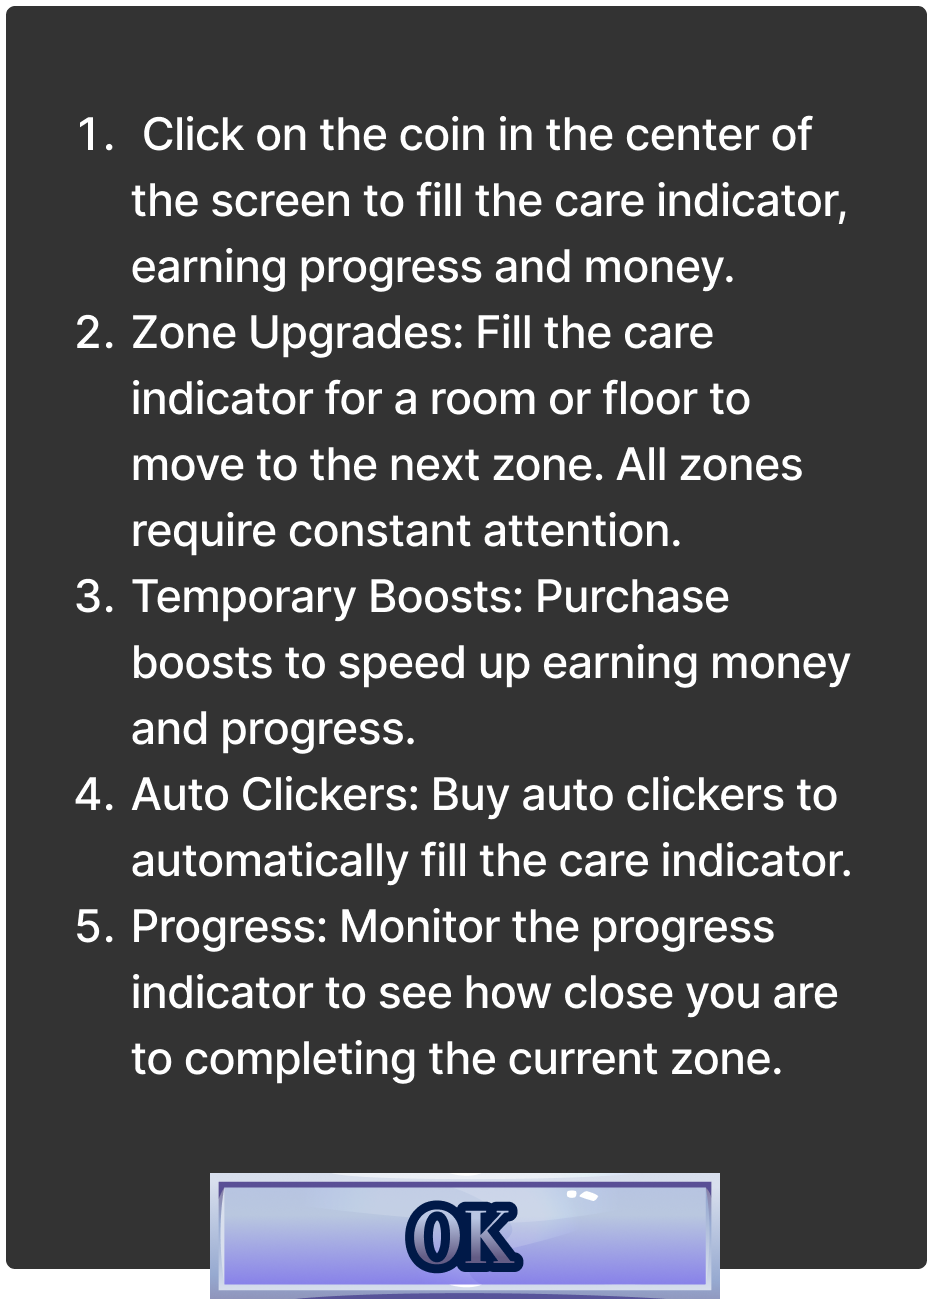 1. Click on the coin in the center of
the screen to fill the care indicator,
earning progress and money.
2. Zone Upgrades: Fill the care
indicator for a room or floor to
move to the next zone. All zones
require constant attention.
3. Temporary Boosts: Purchase
boosts to speed up earning money
and progress.
4. Auto Clickers: Buy auto clickers to
automatically fill the care indicator.
5. Progress: Monitor the progress
indicator to see how close you are
to completing the current zone.
OK